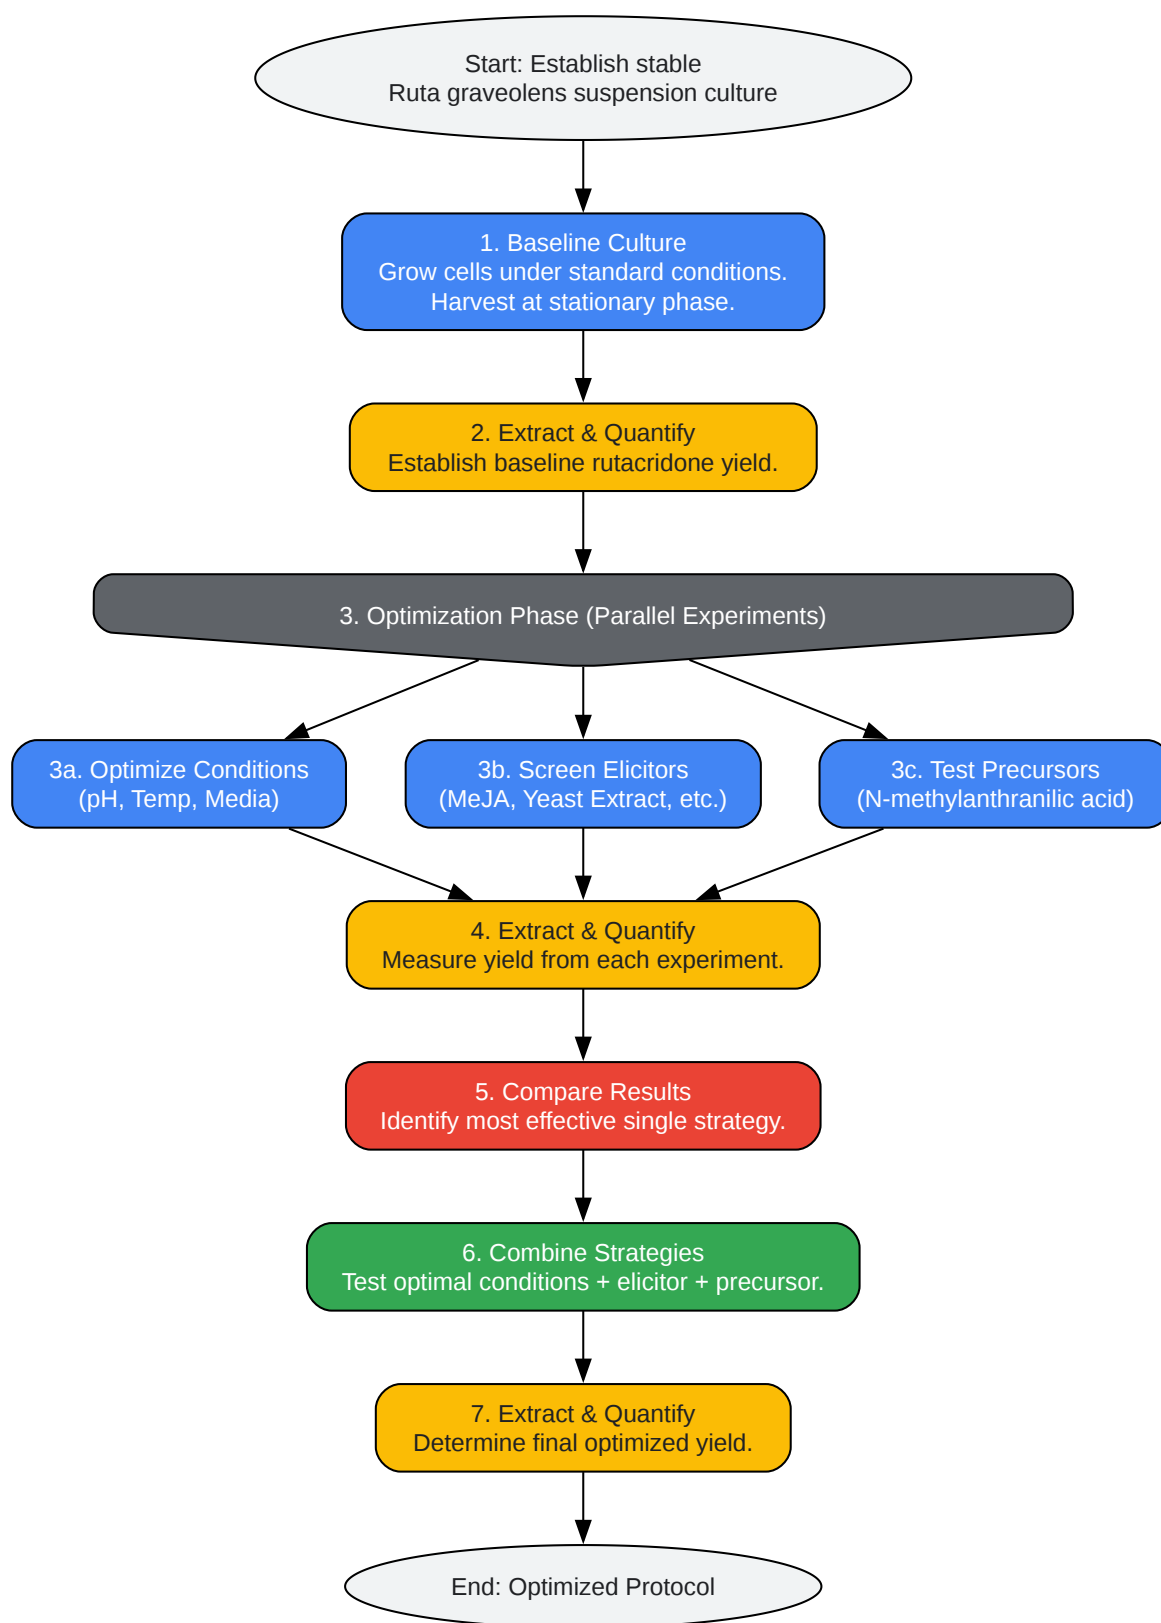 Start: Establish stable
Ruta graveolens suspension culture
1. Baseline Culture
Grow cells under standard conditions.
Harvest at stationary phase.
2. Extract & Quantify
Establish baseline rutacridone yield.
3. Optimization Phase (Parallel Experiments)
3a. Optimize Conditions
(pH, Temp, Media)
3b. Screen Elicitors
(MeJA, Yeast Extract, etc.)
3c. Test Precursors
(N-methylanthranilic acid)
4. Extract & Quantify
Measure yield from each experiment.
5. Compare Results
Identify most effective single strategy.
6. Combine Strategies
Test optimal conditions + elicitor + precursor.
7. Extract & Quantify
Determine final optimized yield.
End: Optimized Protocol